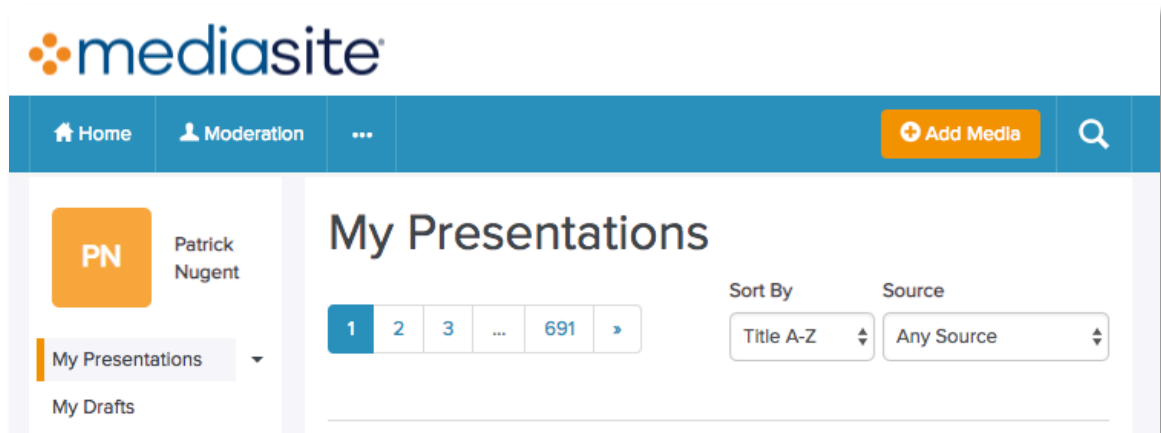 mediasite
Home Moderation ... Add Media
PN
Patrick
Nugent
My Presentations
My Drafts
My Presentations
Sort By Source
1 2 3 ... 691 » Title A-Z Any Source